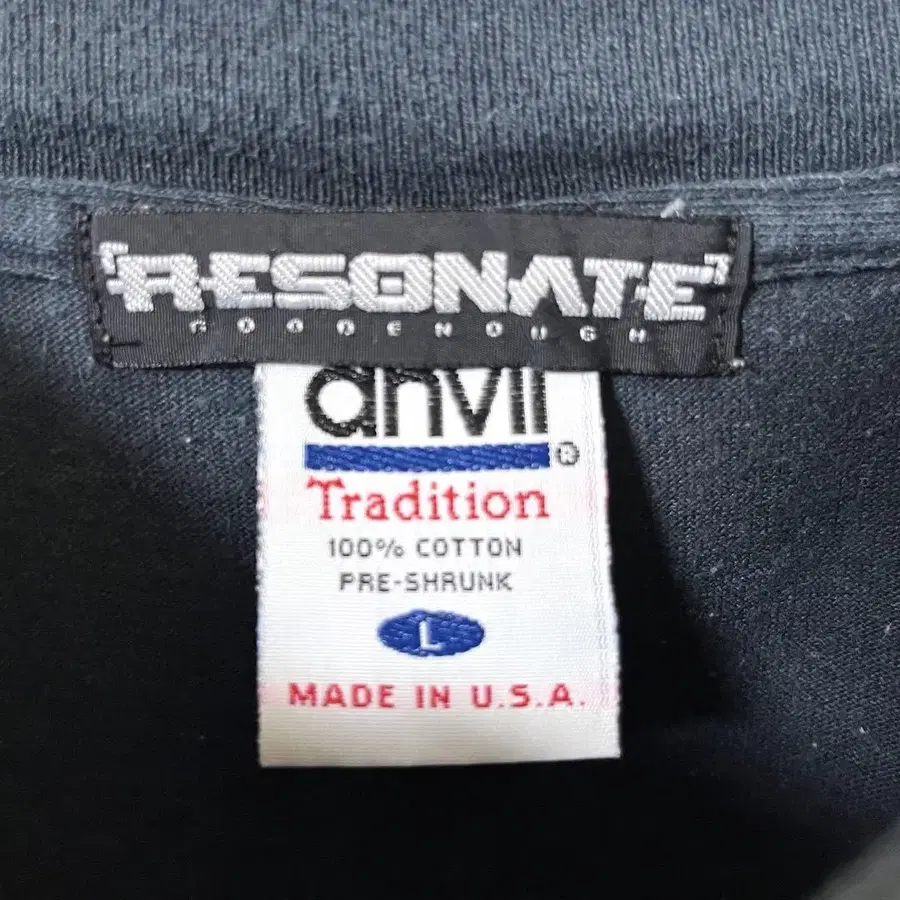 「RESONATE」
GOODENOUGH
anvil
®
Tradition
100% COTTON
PRE-SHRUNK
L
MADE IN U.S.A.